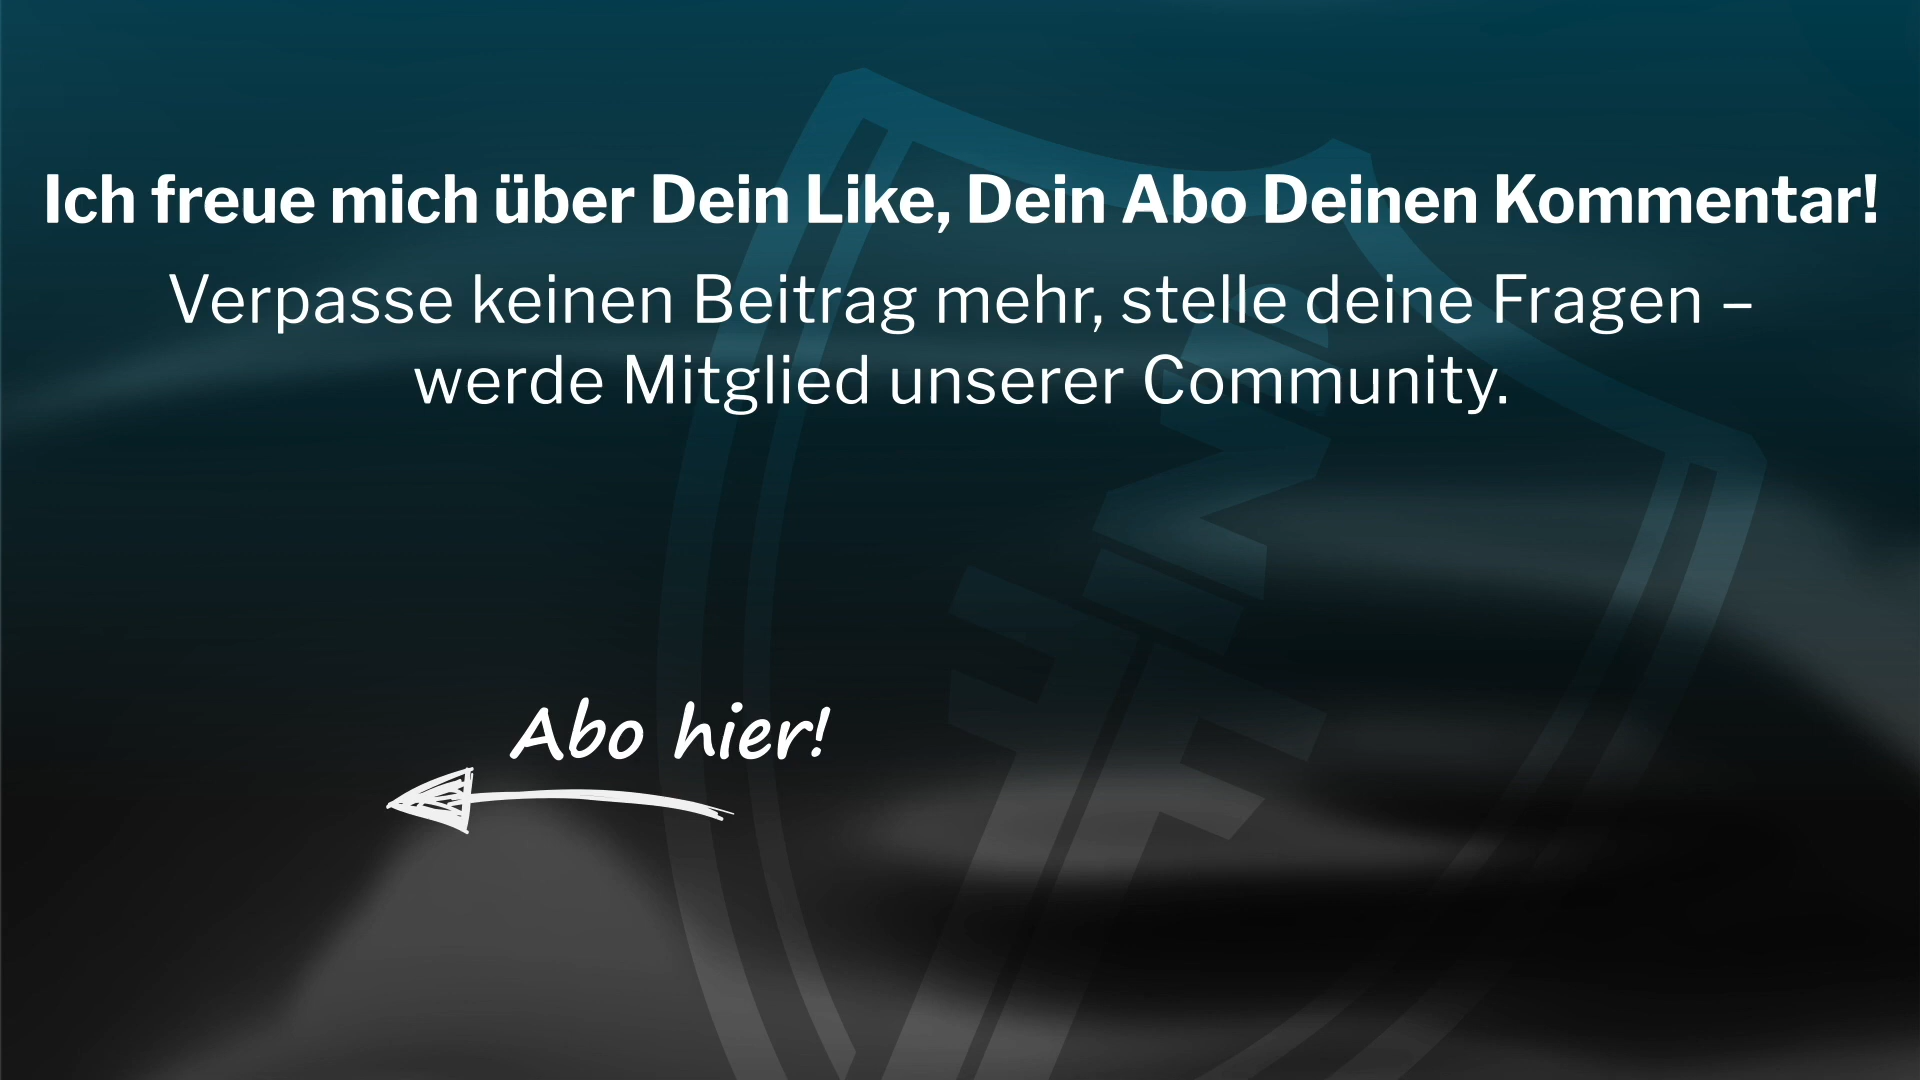 Ich freue mich über Dein Like, Dein Abo Deinen Kommentar!
Verpasse keinen Beitrag mehr, stelle deine Fragen –
werde Mitglied unserer Community.
Abo hier!